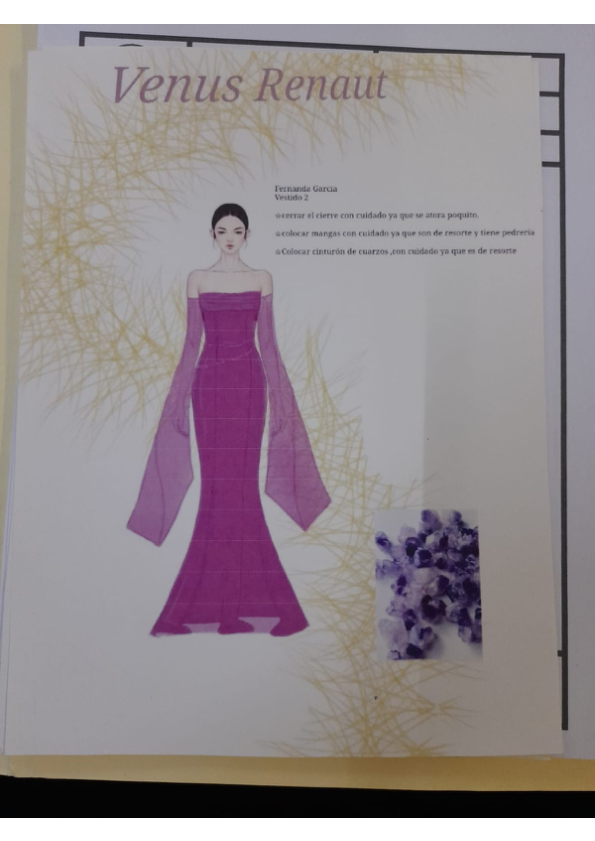 Venus Renaut
Fernanda Garcia
Vestido 2
cerrar el cierre con cuidado ya que se atora poquito,
colocar mangas con cuidado ya que son de resorte y tiene pedreria
Colocar cinturón de cuarzos ,con cuidado ya que es de resorte